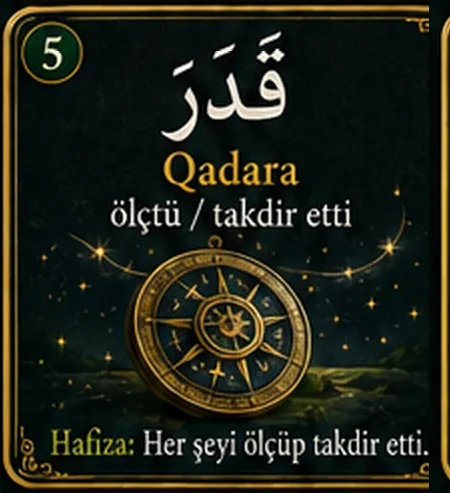 5
قَدَرَ
Qadara
ölçtü / takdir etti
Hafıza: Her şeyi ölçüp takdir etti.